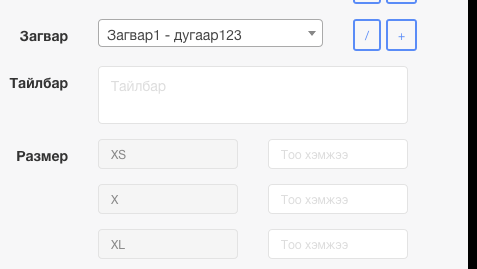 Загвар Загвар1 - дугаар123 / +
Тайлбар Тайлбар
Размер XS Тоо хэмжээ
X Тоо хэмжээ
XL Тоо хэмжээ